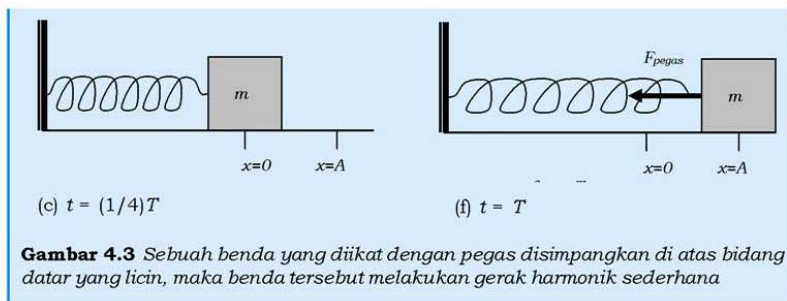 m
x=0 x=A
(c) t = (1/4)T
Fpegas
m
x=0 x=A
(f) t = T
Gambar 4.3 Sebuah benda yang diikat dengan pegas disimpangkan di atas bidang
datar yang licin, maka benda tersebut melakukan gerak harmonik sederhana